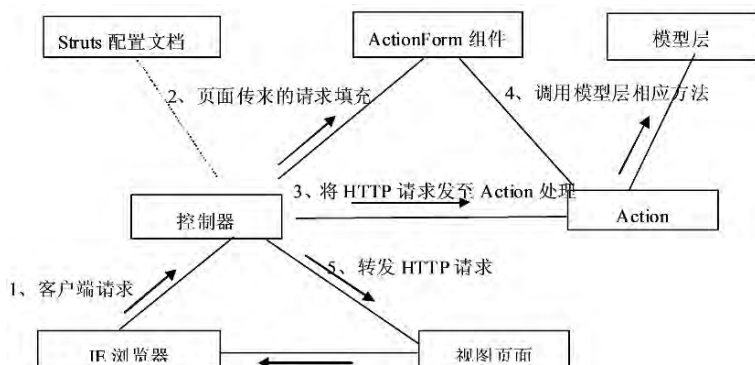 Struts 配置文档
ActionForm 组件
模型层
2、页面传来的请求填充
4、调用模型层相应方法
3、将 HTTP 请求发至 Action 处理
控制器
Action
5、转发 HTTP 请求
1、客户端请求
IE 浏览器
视图页面